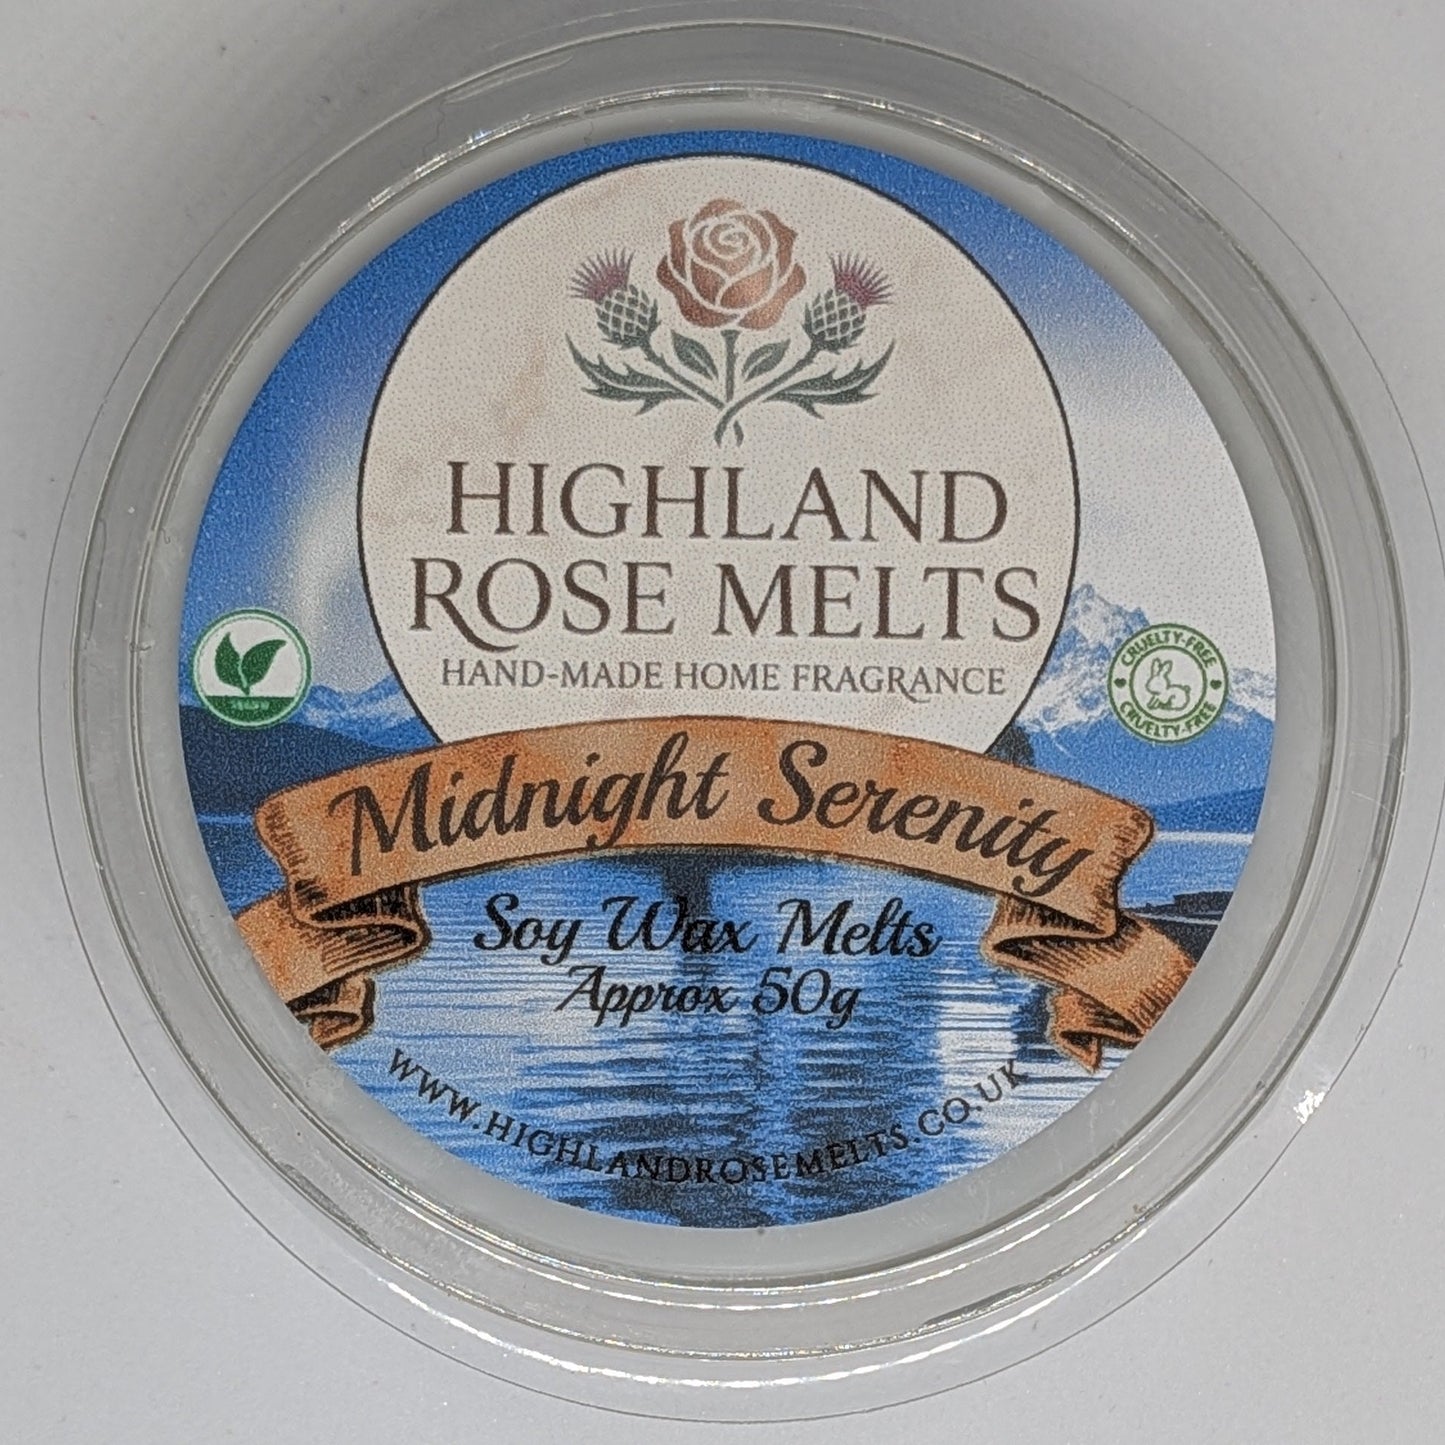 HIGHLAND
ROSE MELTS
HAND-MADE HOME FRAGRANCE
CRUELTY-FREE
CRUELTY-FREE
Midnight Serenity
Soy Wax Melts
Approx 50g
WWW.HIGHLANDROSEMELTS.CO.UK